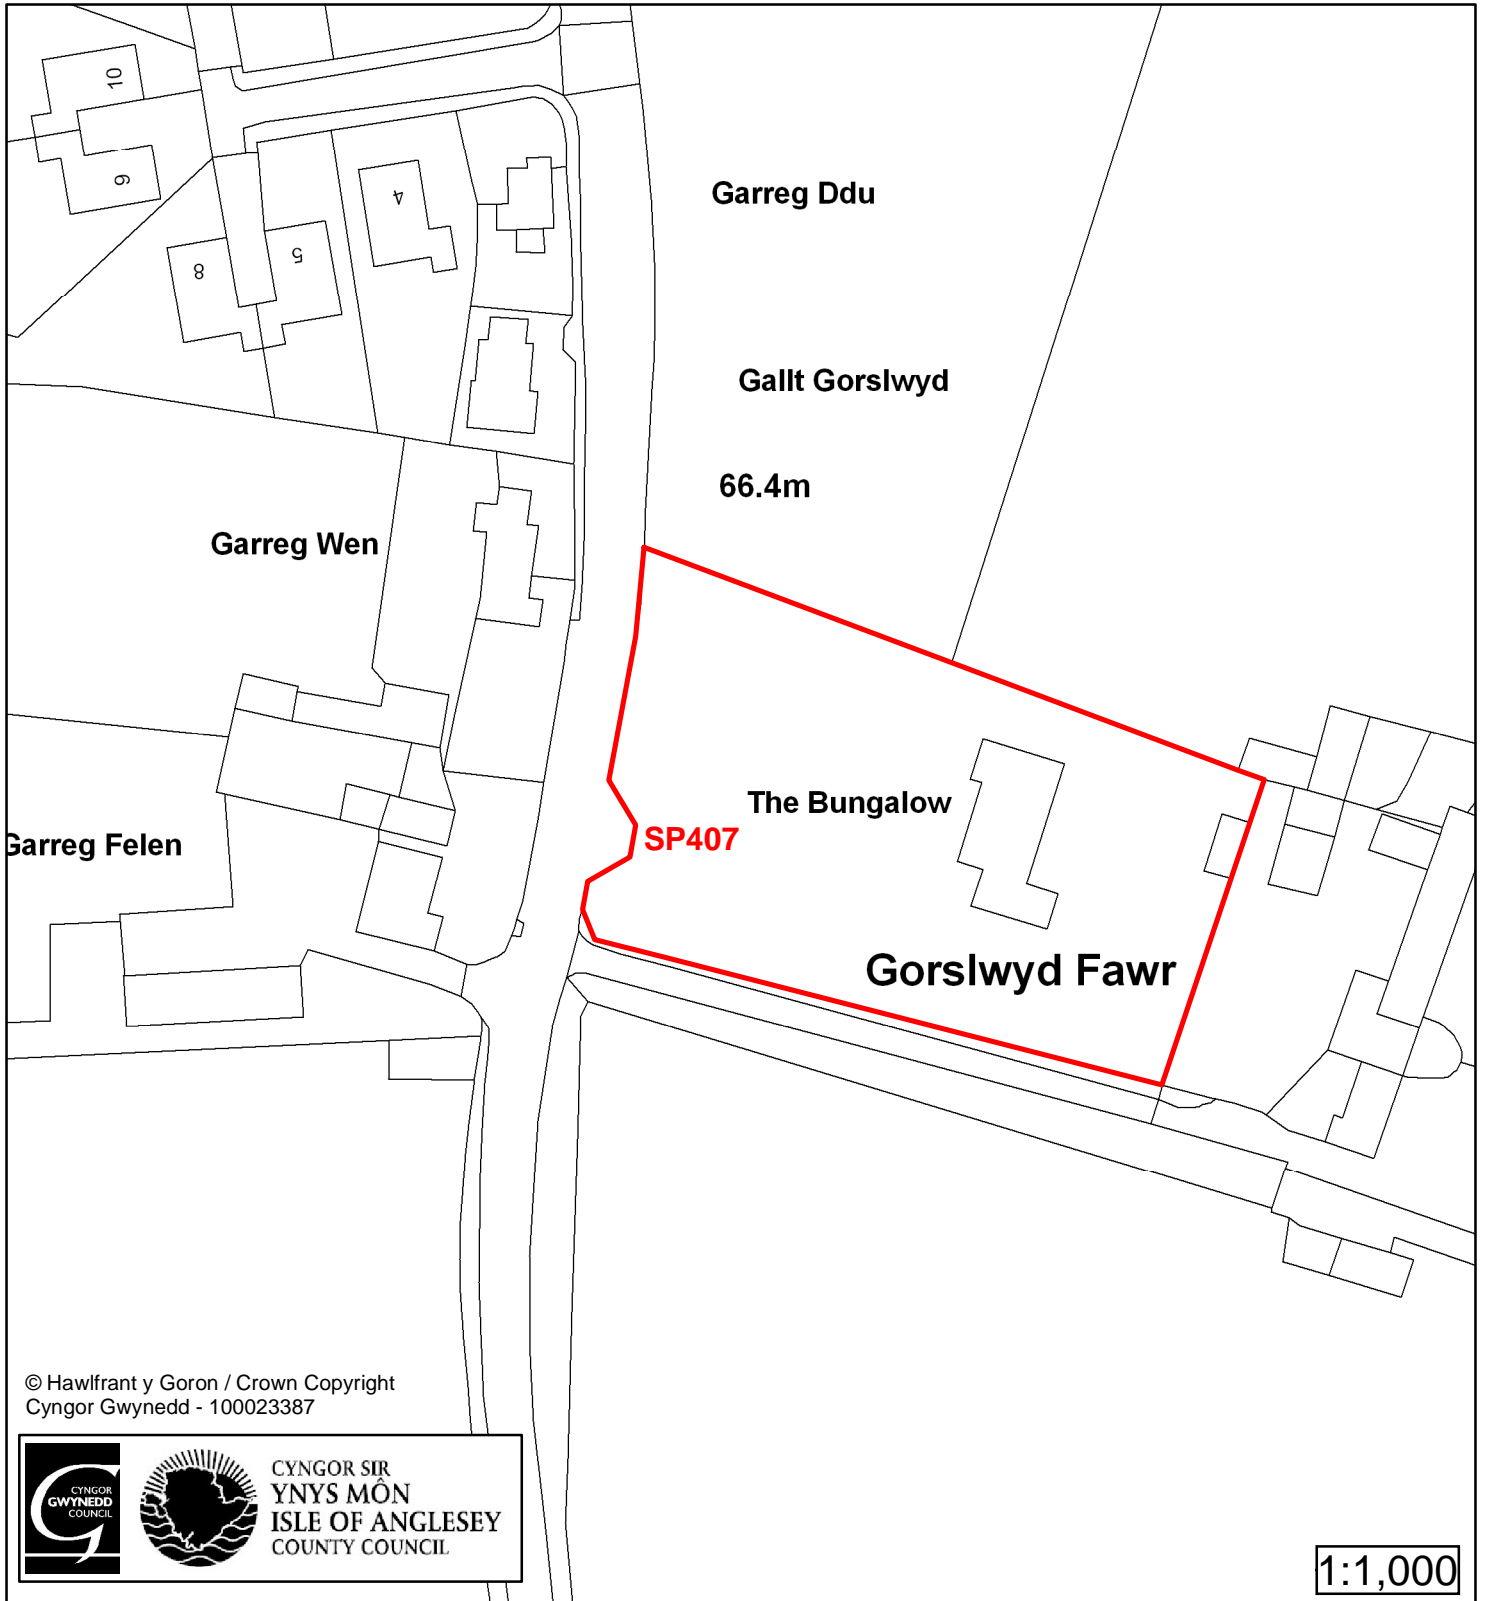 10
9
4
5
8
Garreg Ddu
Gallt Gorslwyd
66.4m
Garreg Wen
The Bungalow
SP407
Garreg Felen
Gorslwyd Fawr
© Hawlfrant y Goron / Crown Copyright
Cyngor Gwynedd - 100023387
CYNGOR
GWYNEDD
COUNCIL
CYNGOR SIR
YNYS MÔN
ISLE OF ANGLESEY
COUNTY COUNCIL
1:1,000